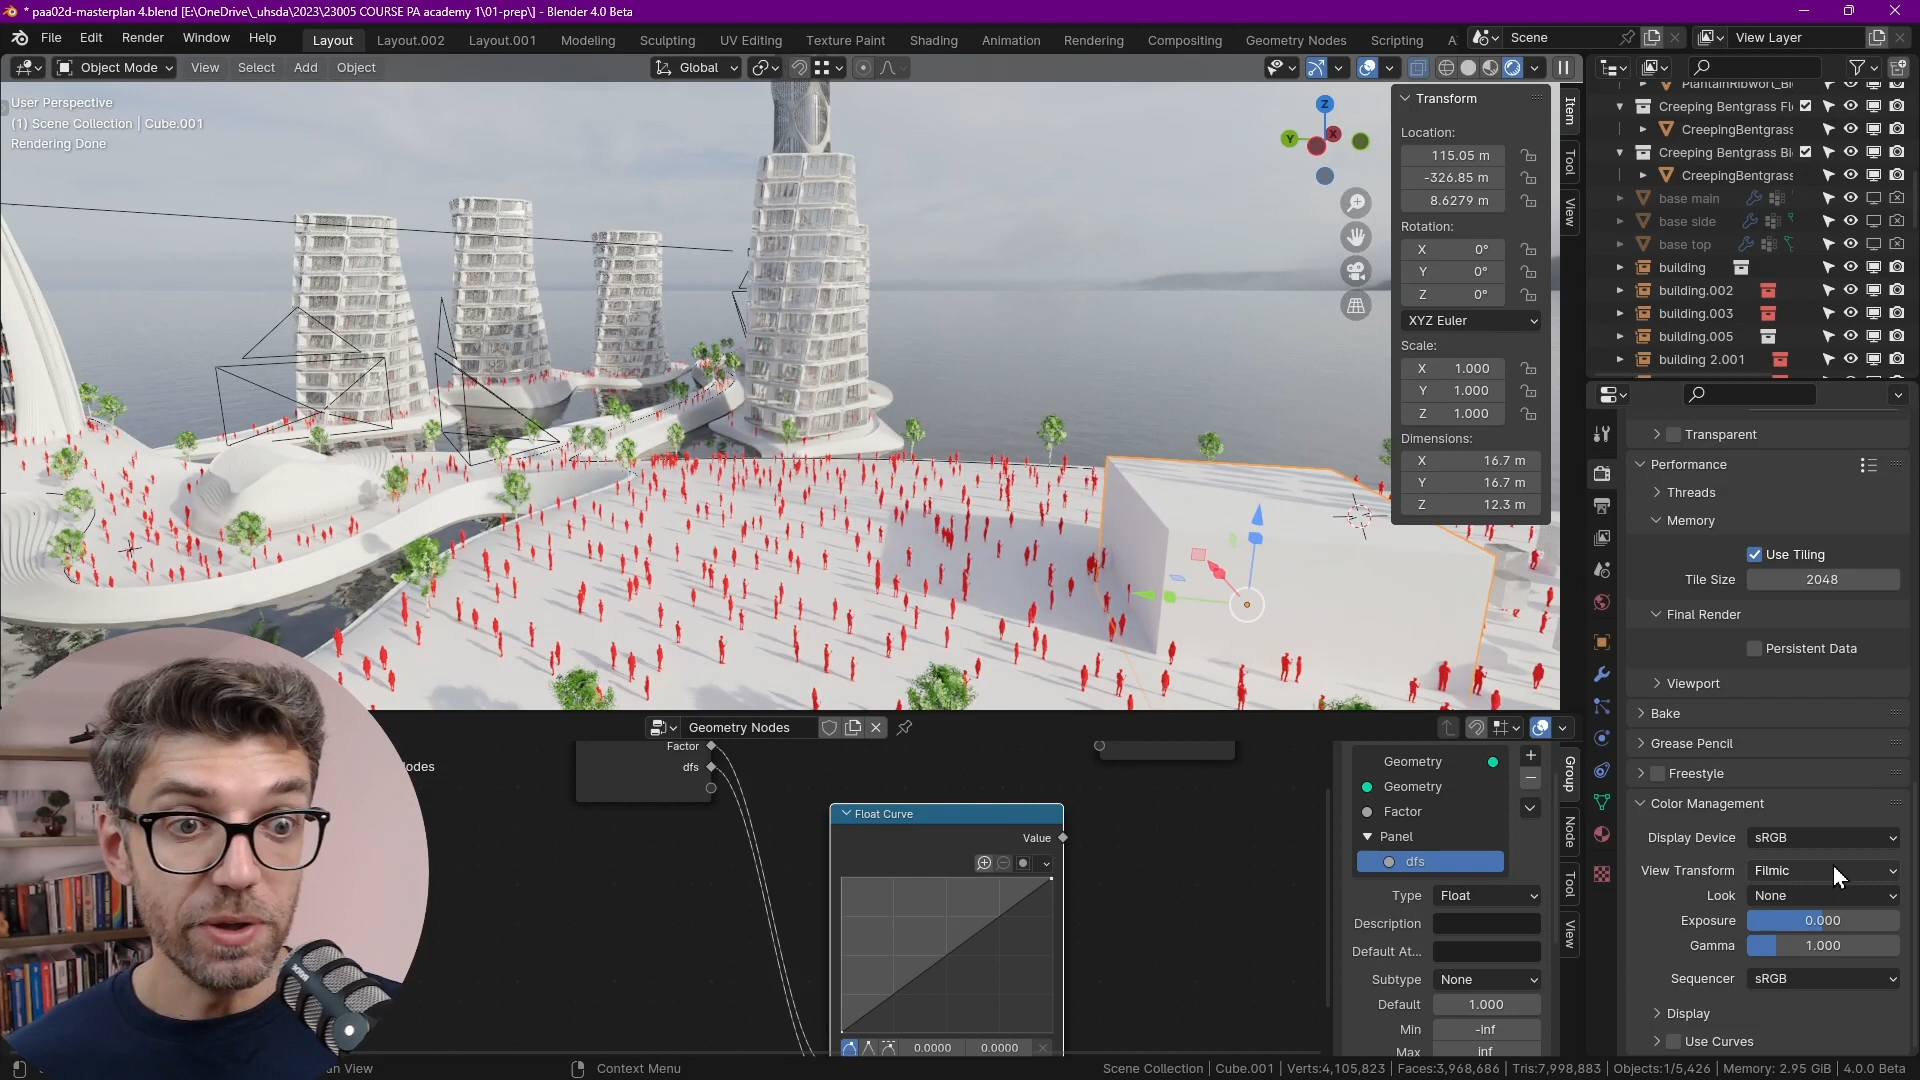 * paa02d-masterplan 4.blend [E:\OneDrive\_uhsda\2023\23005 COURSE PA academy 1\01-prep\] - Blender 4.0 Beta
File Edit Render Window Help Layout Layout.002 Layout.001 Modeling Sculpting UV Editing Texture Paint Shading Animation Rendering Compositing Geometry Nodes Scripting Scene View Layer
Object Mode View Select Add Object Global
User Perspective
(1) Scene Collection | Cube.001
Rendering Done
Z
Y
X
Transform
Location:
115.05 m
-326.85 m
8.6279 m
Rotation:
X 0°
Y 0°
Z 0°
XYZ Euler
Scale:
X 1.000
Y 1.000
Z 1.000
Dimensions:
X 16.7 m
Y 16.7 m
Z 12.3 m
Item
Tool
View
Creeping Bentgrass Fl
CreepingBentgrass
Creeping Bentgrass Bi
CreepingBentgrass
base main
base side
base top
building
building.002
building.003
building.005
building 2.001
Transparent
Performance
Threads
Memory
Use Tiling
Tile Size 2048
Final Render
Persistent Data
Viewport
Bake
Grease Pencil
Freestyle
Color Management
Display Device sRGB
View Transform Filmic
Look None
Exposure 0.000
Gamma 1.000
Sequencer sRGB
Display
Use Curves
Geometry Nodes
Factor
dfs
odes
Float Curve
Value
0.0000 0.0000
Geometry
Geometry
Factor
Panel
dfs
Type Float
Description
Default At...
Subtype None
Default 1.000
Min -inf
Max inf
Group
Node
Tool
View
an View
Context Menu
Scene Collection | Cube.001 | Verts:4,105,823 | Faces:3,968,686 | Tris:7,998,883 | Objects:1/5,426 | Memory: 2.95 GiB | 4.0.0 Beta